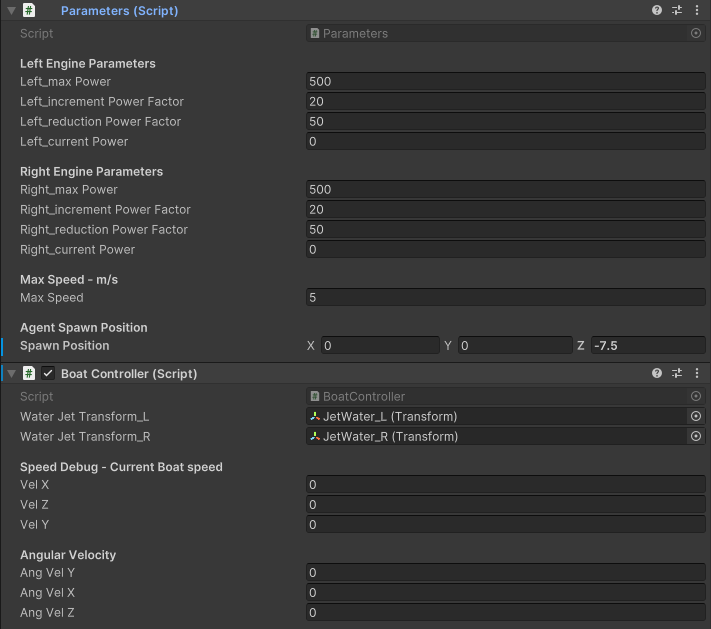 # Parameters (Script)
Script # Parameters
Left Engine Parameters
Left_max Power 500
Left_increment Power Factor 20
Left_reduction Power Factor 50
Left_current Power 0
Right Engine Parameters
Right_max Power 500
Right_increment Power Factor 20
Right_reduction Power Factor 50
Right_current Power 0
Max Speed - m/s
Max Speed 5
Agent Spawn Position
Spawn Position X 0 Y 0 Z -7.5
# Boat Controller (Script)
Script # BoatController
Water Jet Transform_L JetWater_L (Transform)
Water Jet Transform_R JetWater_R (Transform)
Speed Debug - Current Boat speed
Vel X 0
Vel Z 0
Vel Y 0
Angular Velocity
Ang Vel Y 0
Ang Vel X 0
Ang Vel Z 0